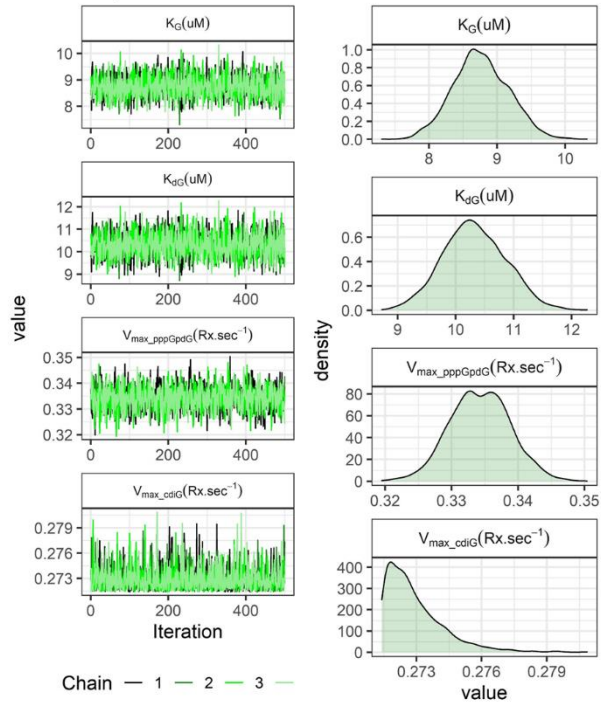 K_G(uM)
10
9
8
0 200 400
K_dG(uM)
12
11
10
9
0 200 400
V_max_pppGpdG(Rx.sec⁻¹)
0.35
0.34
0.33
0.32
0 200 400
V_max_cdiG(Rx.sec⁻¹)
0.279
0.276
0.273
0 200 400
value
Iteration
Chain 1 2 3
K_G(uM)
1.0
0.8
0.6
0.4
0.2
0.0
8 9 10
K_dG(uM)
0.6
0.4
0.2
0.0
9 10 11 12
V_max_pppGpdG(Rx.sec⁻¹)
80
60
40
20
0
0.32 0.33 0.34 0.35
V_max_cdiG(Rx.sec⁻¹)
400
300
200
100
0
0.273 0.276 0.279
density
value